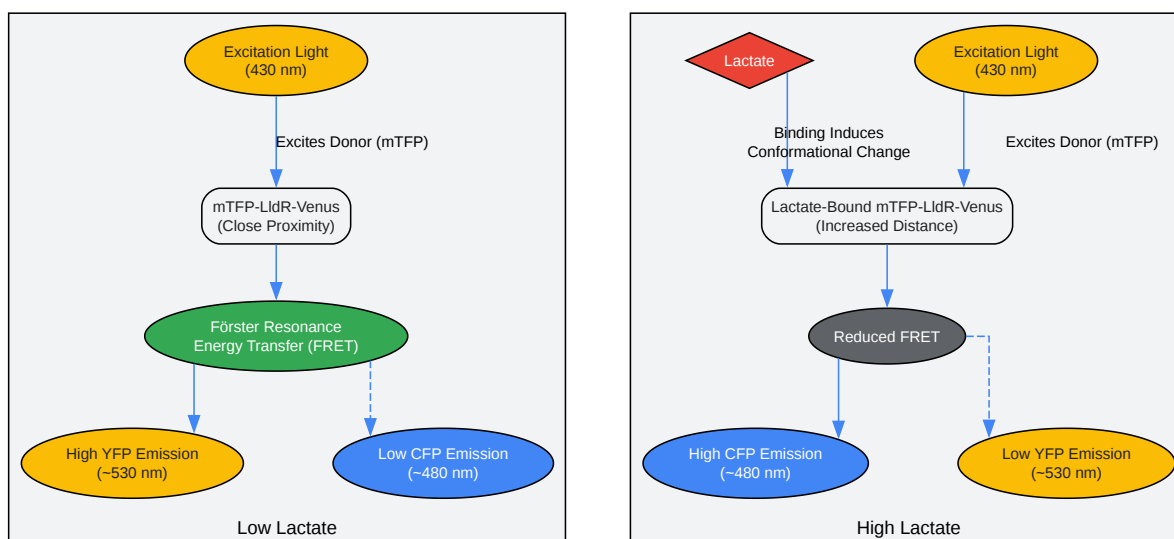 Excitation Light
(430 nm)
Excites Donor (mTFP)
mTFP-LldR-Venus
(Close Proximity)
Förster Resonance
Energy Transfer (FRET)
High YFP Emission
(~530 nm)
Low CFP Emission
(~480 nm)
Low Lactate
Lactate
Excitation Light
(430 nm)
Binding Induces
Conformational Change
Excites Donor (mTFP)
Lactate-Bound mTFP-LldR-Venus
(Increased Distance)
Reduced FRET
High CFP Emission
(~480 nm)
Low YFP Emission
(~530 nm)
High Lactate